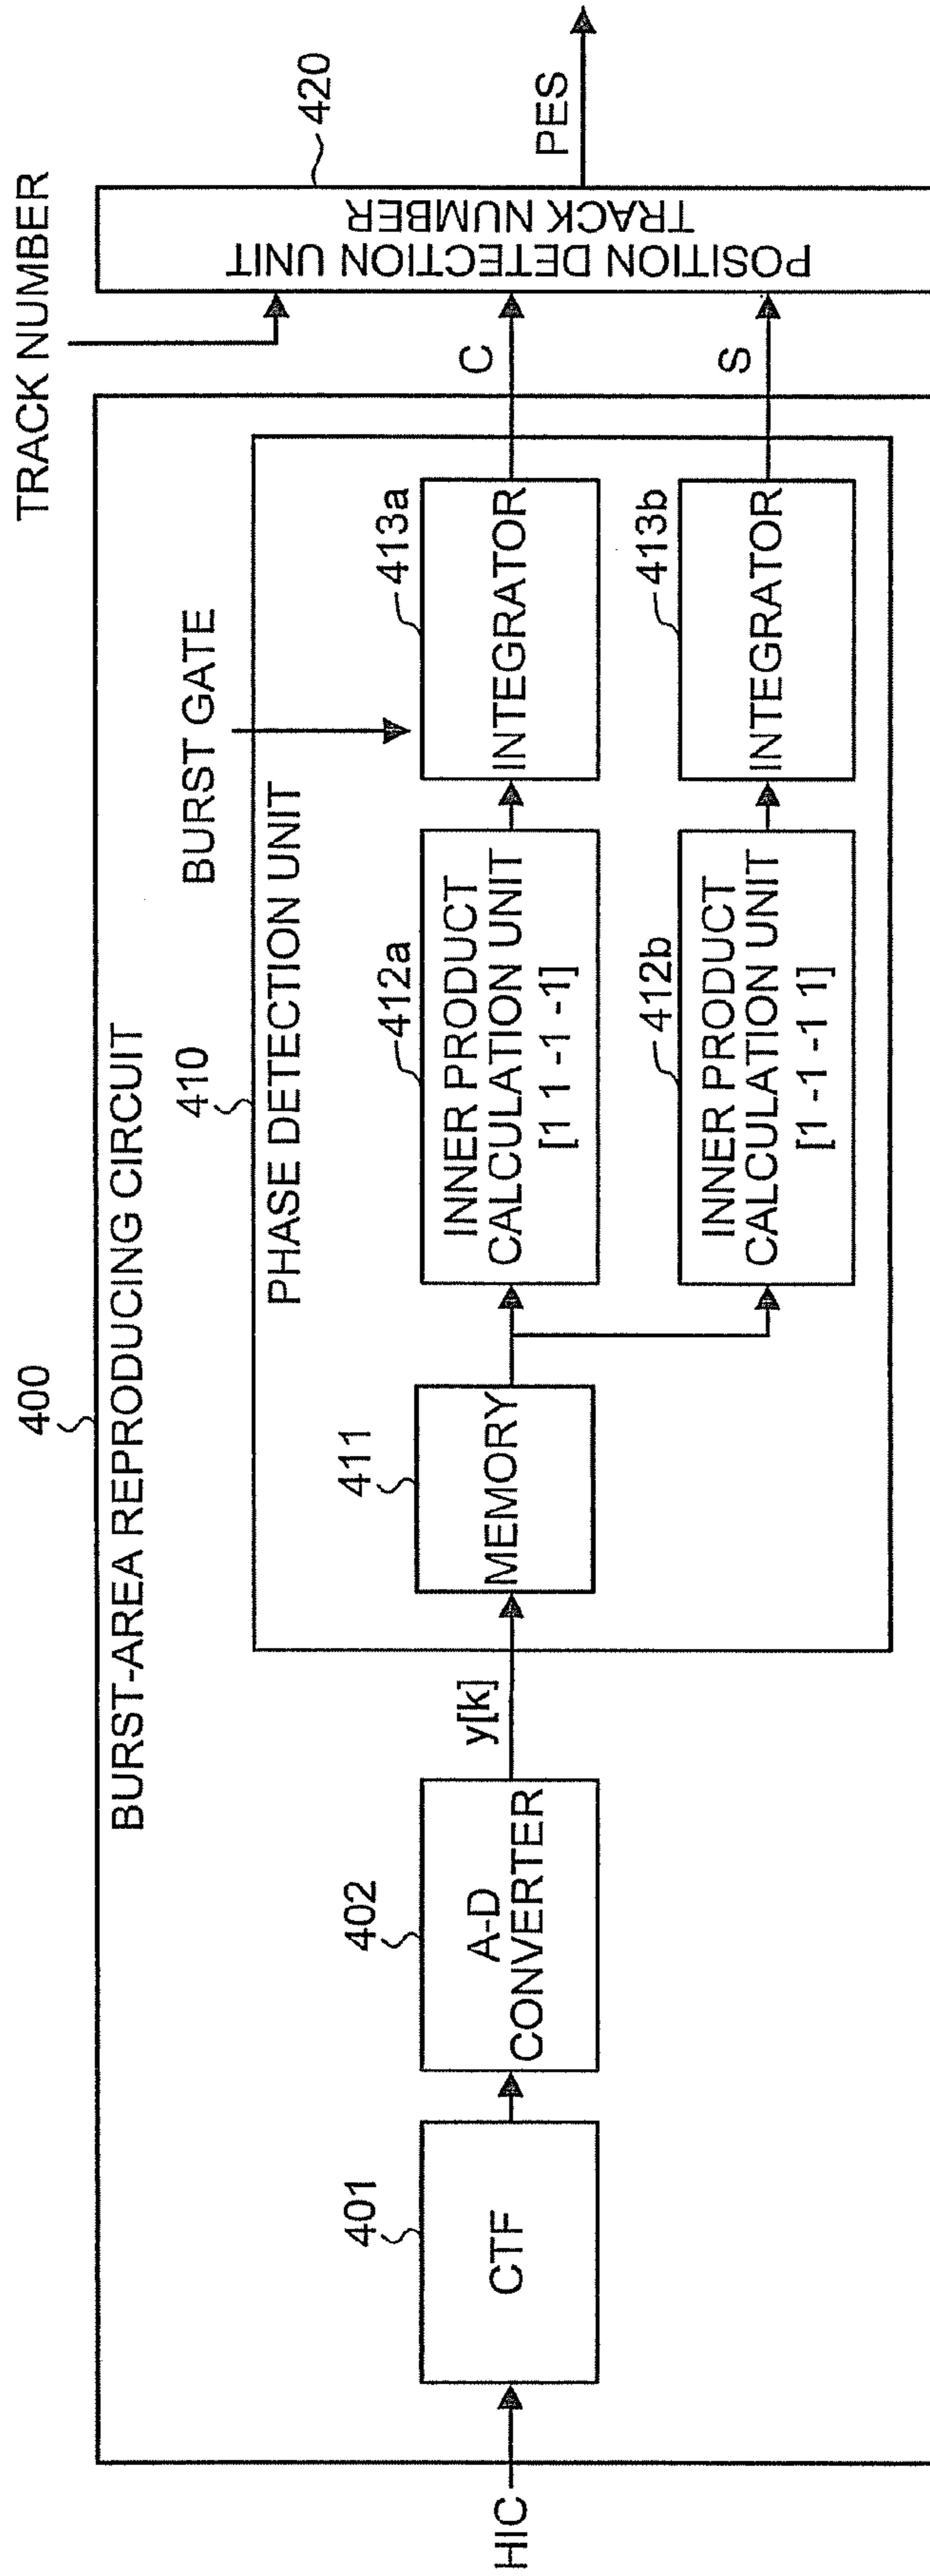 400
BURST-AREA REPRODUCING CIRCUIT
TRACK NUMBER
BURST GATE
410
PHASE DETECTION UNIT
HIC
401
CTF
402
A-D
CONVERTER
y[k]
411
MEMORY
412a
INNER PRODUCT
CALCULATION UNIT
[1 1 -1 -1]
413a
INTEGRATOR
C
412b
INNER PRODUCT
CALCULATION UNIT
[1 -1 -1 1]
413b
INTEGRATOR
S
420
POSITION DETECTION UNIT
TRACK NUMBER
PES